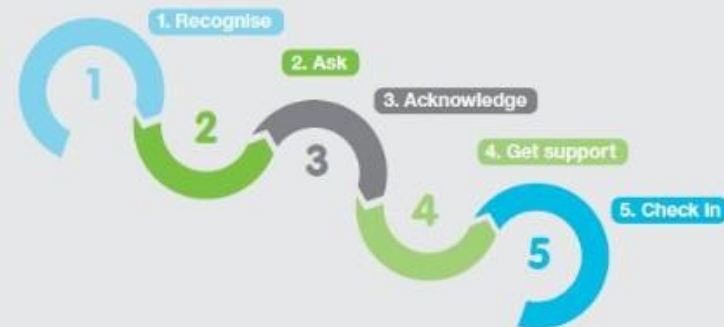 1. Recognise
1
2. Ask
2
3. Acknowledge
3
4. Get support
4
5. Check In
5